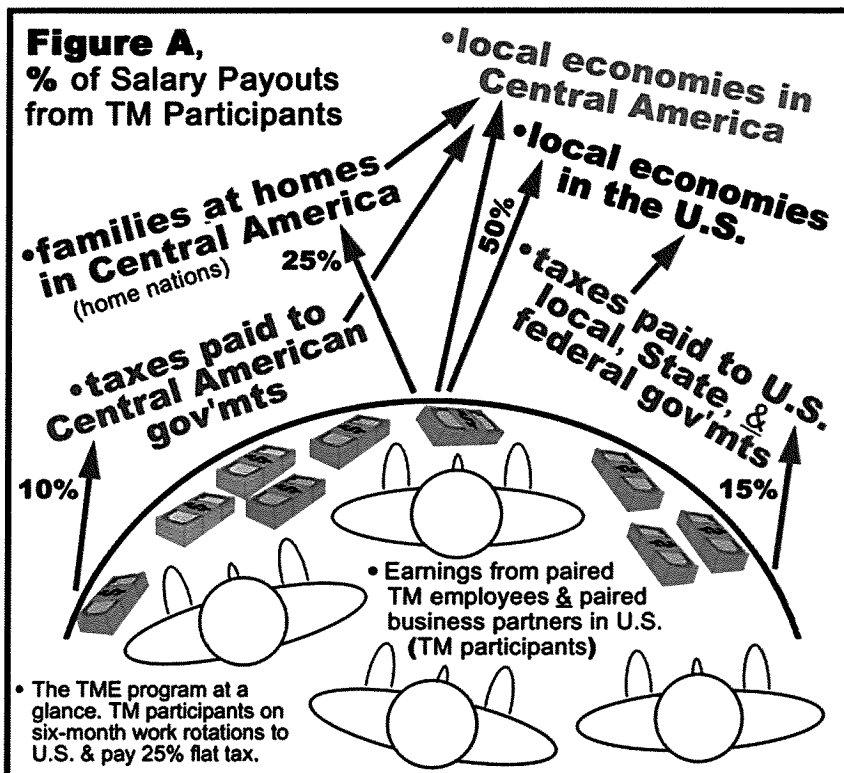 Figure A,
% of Salary Payouts
from TM Participants
•local economies in
Central America
•local economies
in the U.S.
•families at homes
in Central America
(home nations)
25%
50%
•taxes paid to
Central American
gov'mts
•taxes paid to U.S.
local, State, &
federal gov'mts
10%
15%
• Earnings from paired
TM employees & paired
business partners in U.S.
(TM participants)
• The TME program at a
glance. TM participants on
six-month work rotations to
U.S. & pay 25% flat tax.